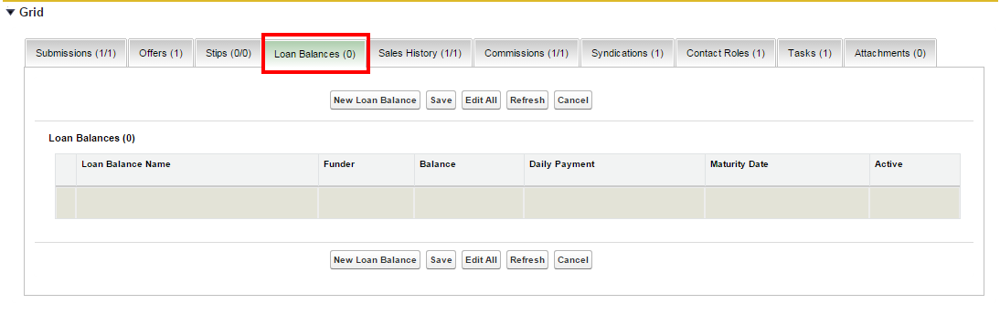 Grid
Submissions (1/1) Offers (1) Stips (0/0) Loan Balances (0) Sales History (1/1) Commissions (1/1) Syndications (1) Contact Roles (1) Tasks (1) Attachments (0)
New Loan Balance Save Edit All Refresh Cancel
Loan Balances (0)
Loan Balance Name Funder Balance Daily Payment Maturity Date Active
New Loan Balance Save Edit All Refresh Cancel